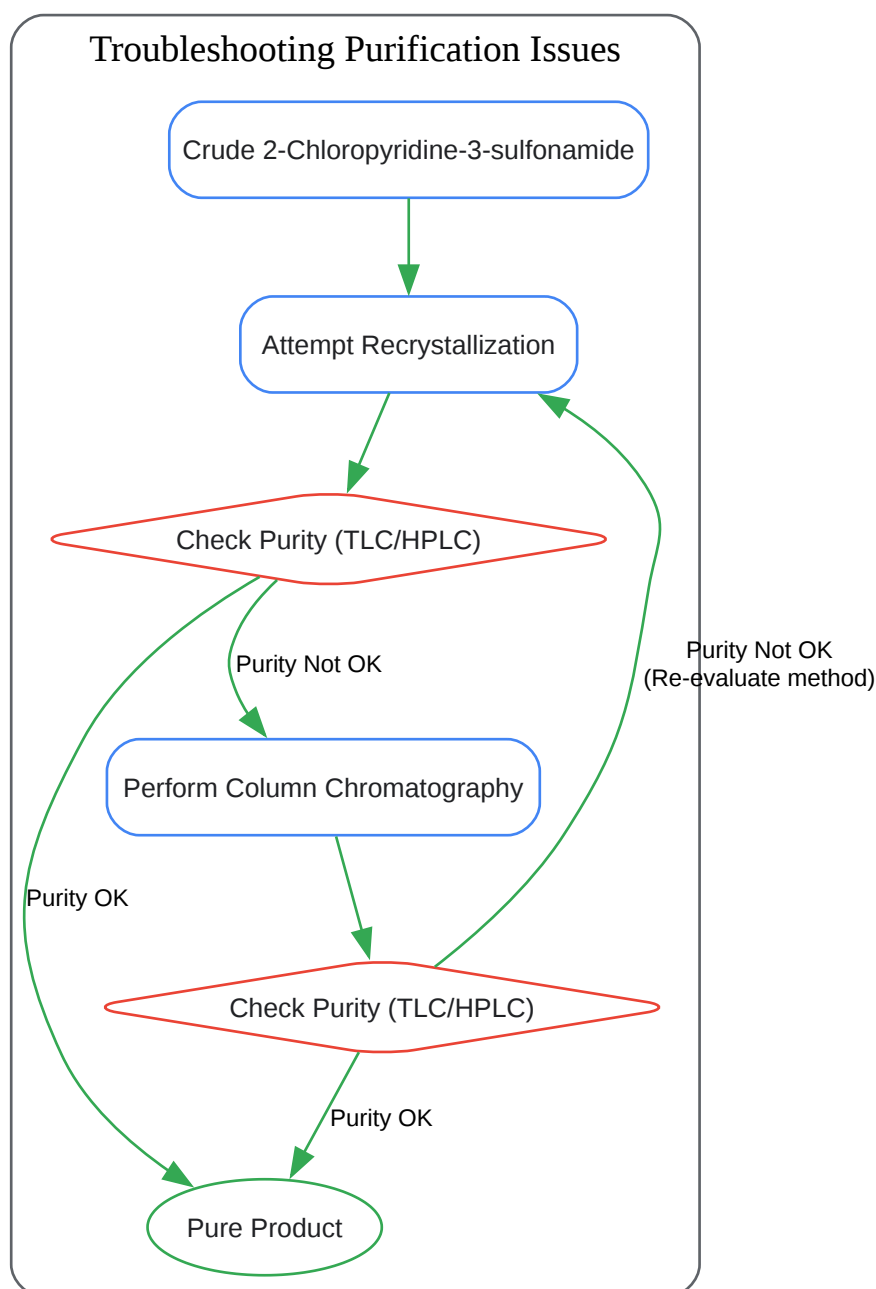 Troubleshooting Purification Issues
Crude 2-Chloropyridine-3-sulfonamide
Attempt Recrystallization
Check Purity (TLC/HPLC)
Purity Not OK
Purity Not OK
(Re-evaluate method)
Perform Column Chromatography
Purity OK
Check Purity (TLC/HPLC)
Purity OK
Pure Product